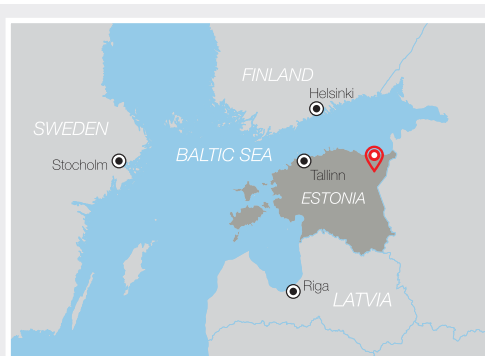 FINLAND
Helsinki
SWEDEN
BALTIC SEA
Stocholm
Tallinn
ESTONIA
Riga
LATVIA